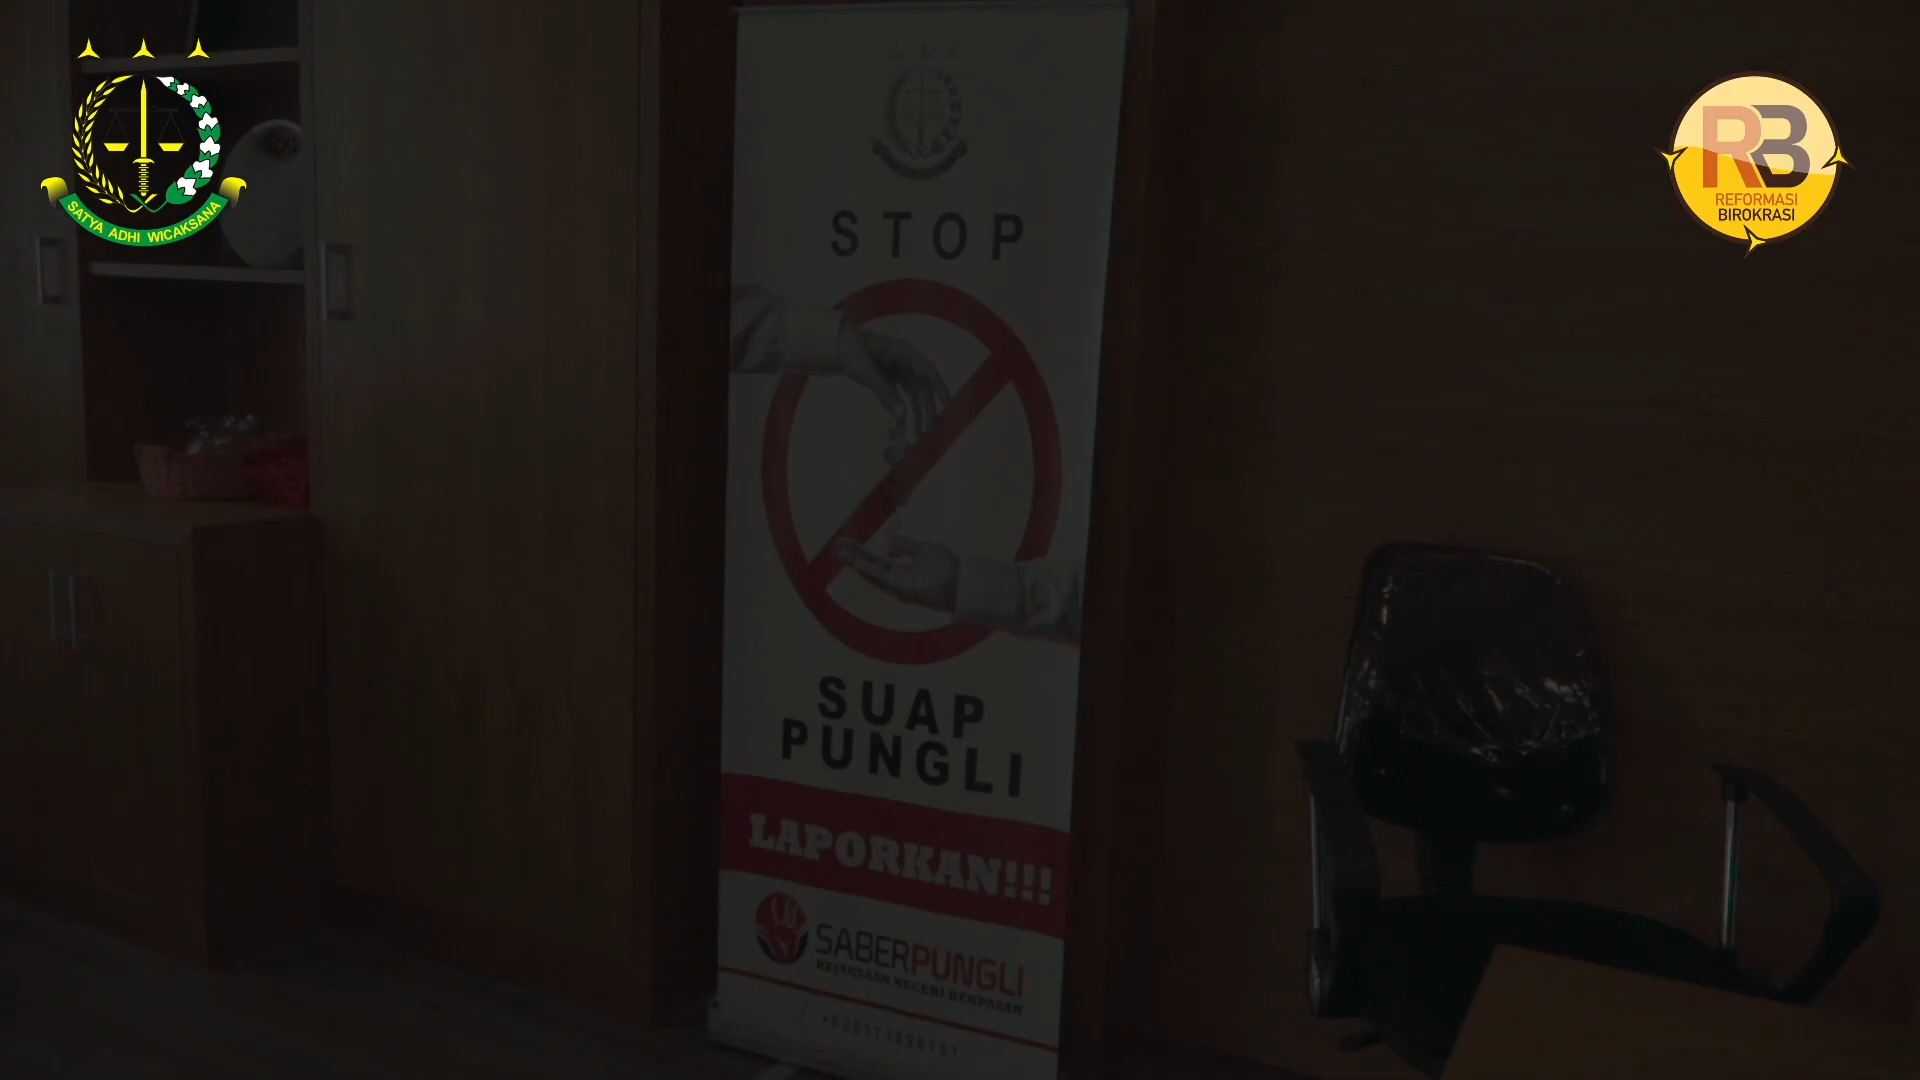 SATYA ADHI WICAKSANA
RB
REFORMASI
BIROKRASI
STOP
SUAP
PUNGLI
LAPORKAN!!!
SABERPUNGLI
KEJAKSAAN NEGERI DENPASAR